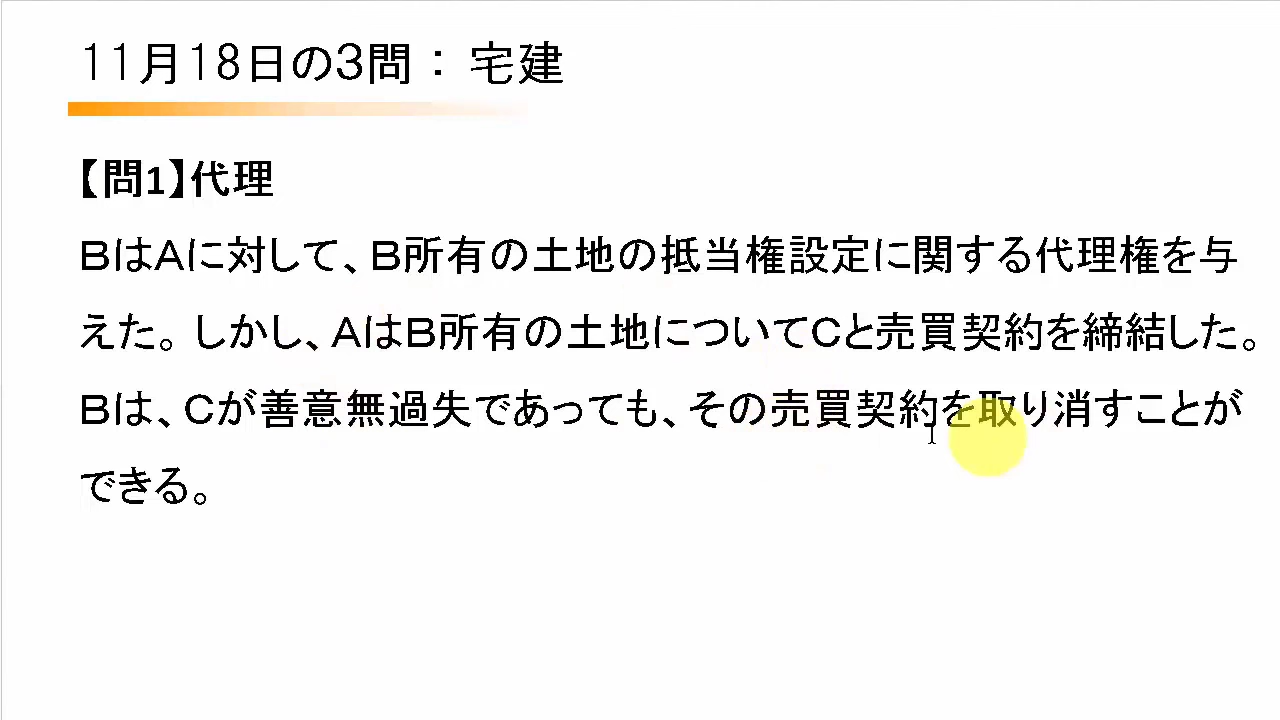 11月18日の3問：宅建
【問1】代理
BはAに対して、B所有の土地の抵当権設定に関する代理権を与
えた。しかし、AはB所有の土地についてCと売買契約を締結した。
Bは、Cが善意無過失であっても、その売買契約を取り消すことが
できる。